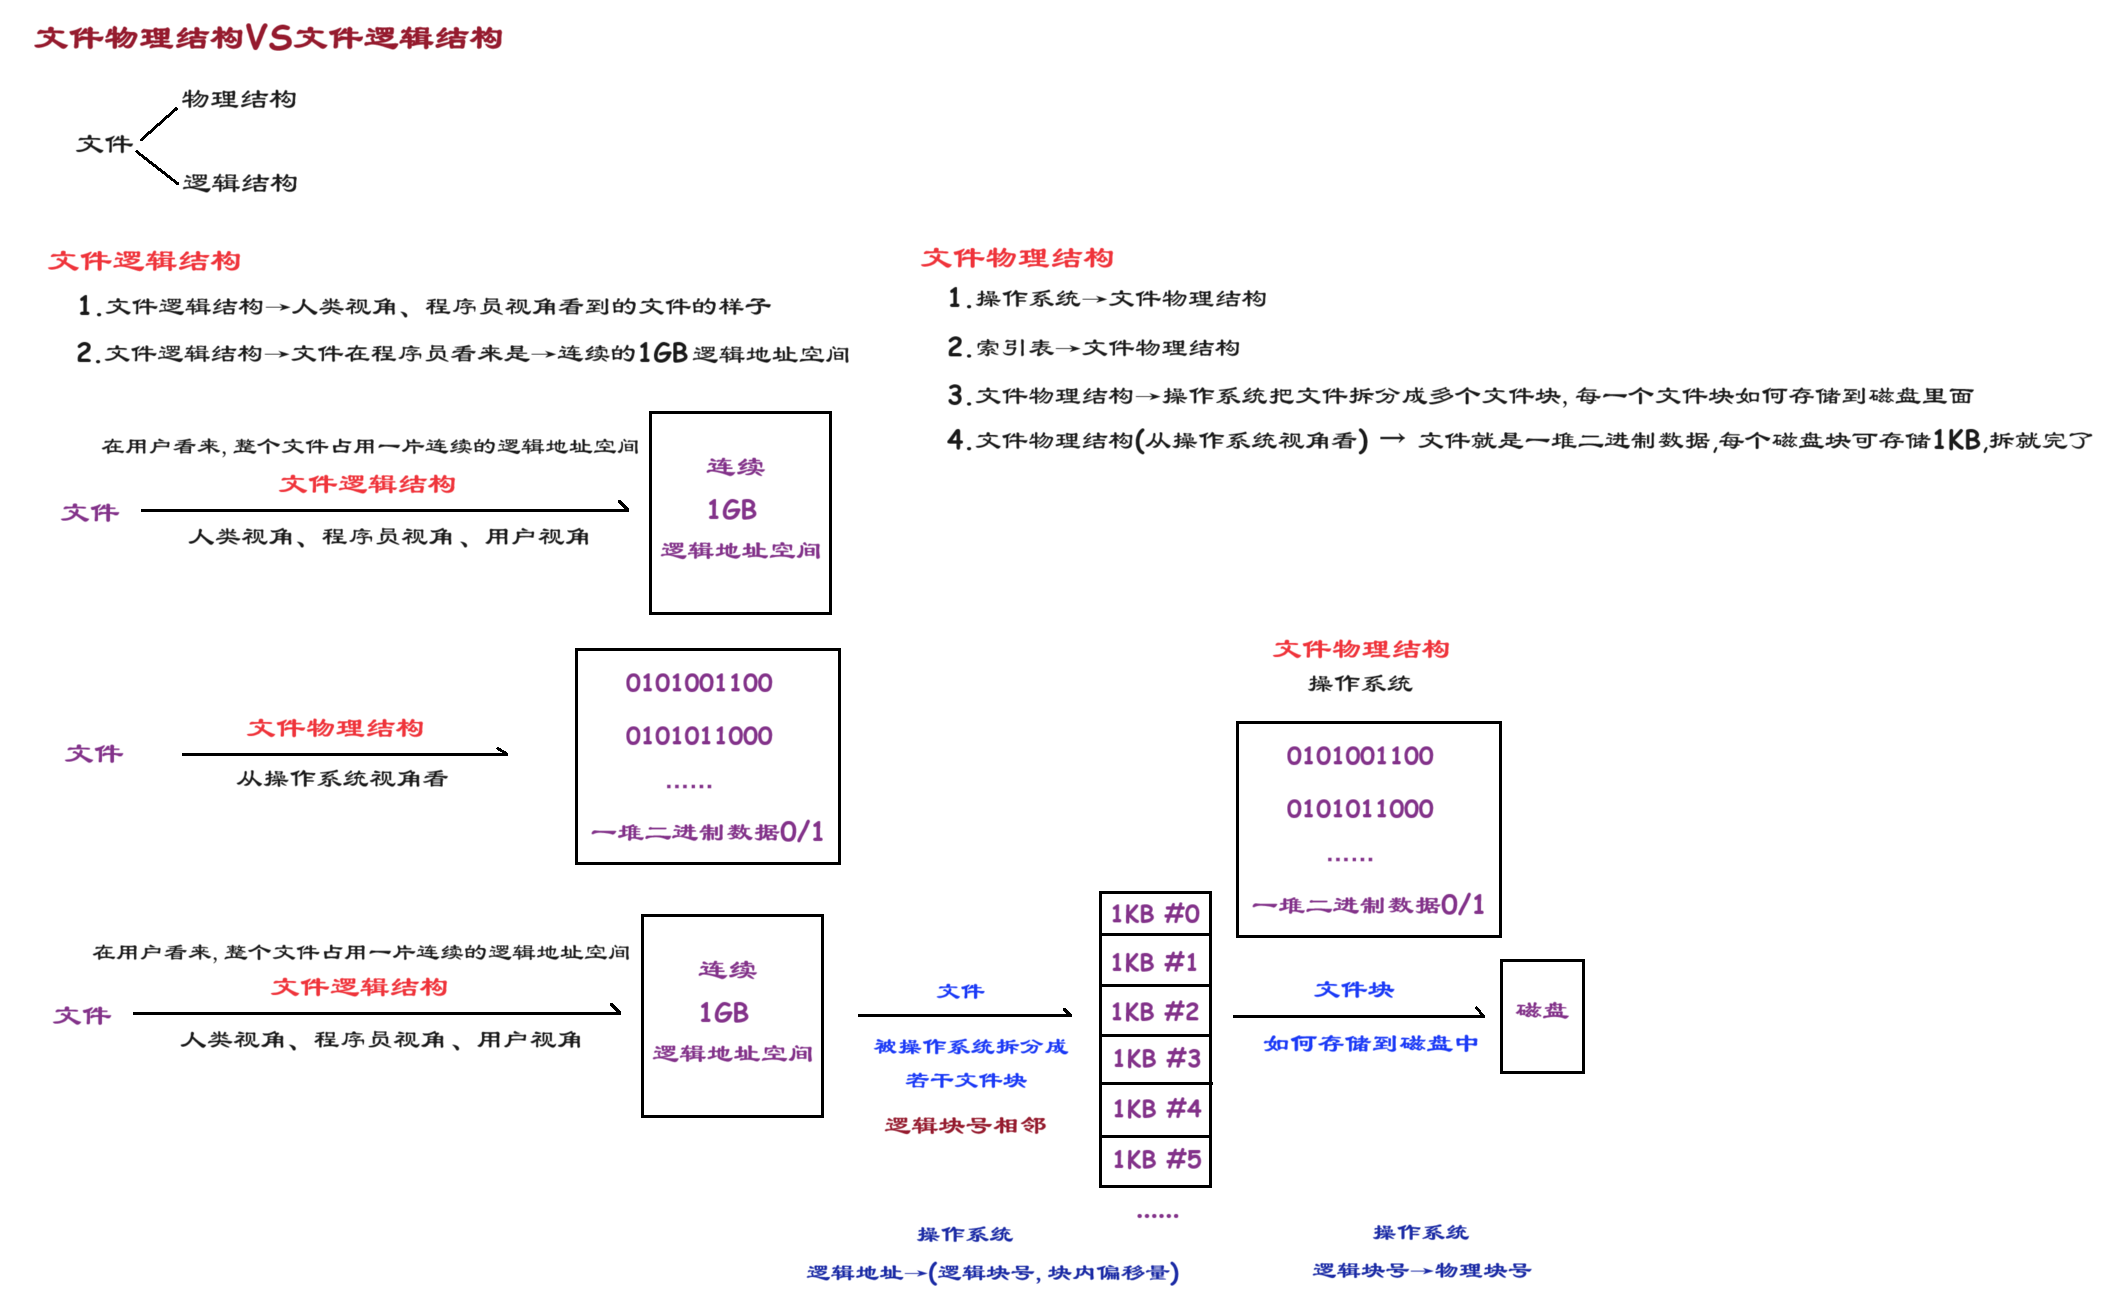 文件物理结构VS文件逻辑结构
物理结构
文件
逻辑结构
文件逻辑结构
1.文件逻辑结构→人类视角、程序员视角看到的文件的样子
2.文件逻辑结构→文件在程序员看来是→连续的1GB逻辑地址空间
文件物理结构
1.操作系统→文件物理结构
2.索引表→文件物理结构
3.文件物理结构→操作系统把文件拆分成多个文件块,每一个文件块如何存储到磁盘里面
4.文件物理结构(从操作系统视角看) → 文件就是一堆二进制数据,每个磁盘块可存储1KB,拆就完了
在用户看来,整个文件占用一片连续的逻辑地址空间
文件逻辑结构
文件
人类视角、程序员视角、用户视角
连续
1GB
逻辑地址空间
文件物理结构
文件
从操作系统视角看
0101001100
0101011000
......
一堆二进制数据0/1
在用户看来,整个文件占用一片连续的逻辑地址空间
文件逻辑结构
文件
人类视角、程序员视角、用户视角
连续
1GB
逻辑地址空间
文件
被操作系统拆分成
若干文件块
逻辑块号相邻
1KB #0
1KB #1
1KB #2
1KB #3
1KB #4
1KB #5
......
文件物理结构
操作系统
0101001100
0101011000
......
一堆二进制数据0/1
文件块
如何存储到磁盘中
磁盘
操作系统
逻辑地址→(逻辑块号,块内偏移量)
操作系统
逻辑块号→物理块号